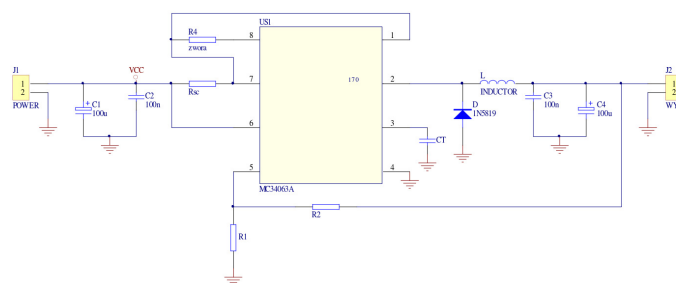 US1
R4
zwora
8
1
J1
VCC
L
J2
1
2
POWER
C1
100u
C2
100n
Rsc
7
170
2
INDUCTOR
C3
100n
C4
100u
1
2
WY
D
1N5819
6
3
CT
5
4
MC34063A
R2
R1